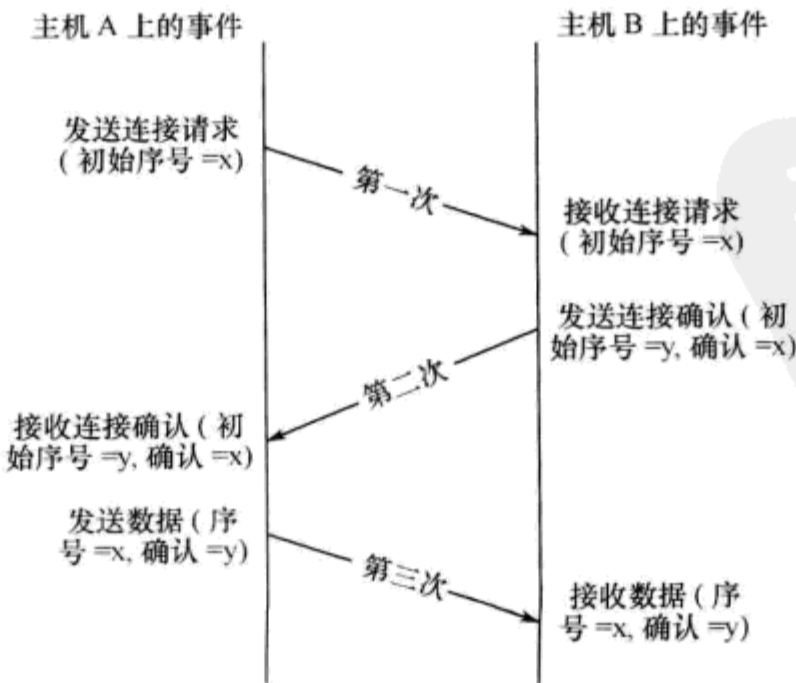 主机 A 上的事件
主机 B 上的事件
发送连接请求
( 初始序号 =x)
第一次
接收连接请求
( 初始序号 =x)
发送连接确认 ( 初
始序号 =y, 确认 =x)
第二次
接收连接确认 ( 初
始序号 =y, 确认 =x)
发送数据 ( 序
号 =x, 确认 =y)
第三次
接收数据 ( 序
号 =x, 确认 =y)